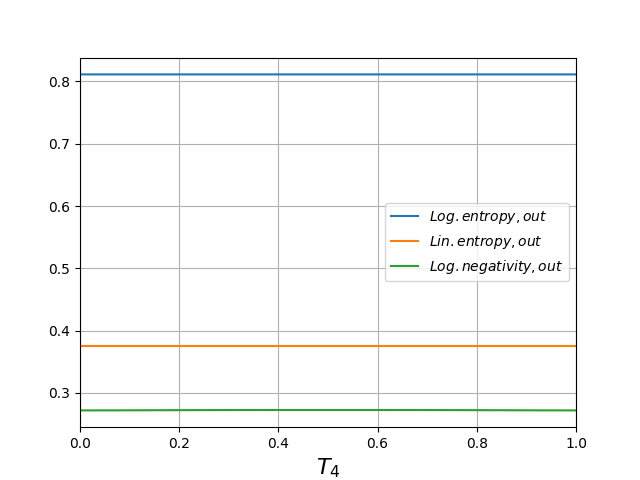 0.8
0.7
0.6
0.5
0.4
0.3
Log. entropy, out
Lin. entropy, out
Log. negativity, out
0.0 0.2 0.4 0.6 0.8 1.0
T₄